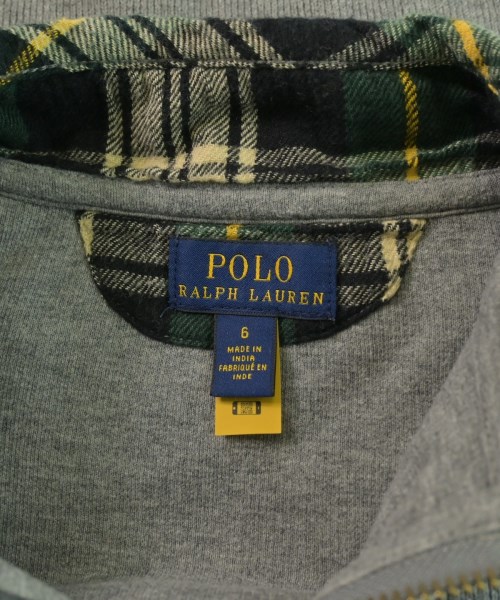 POLO
RALPH LAUREN
6
MADE IN
INDIA
FABRIQUÉ EN
INDE